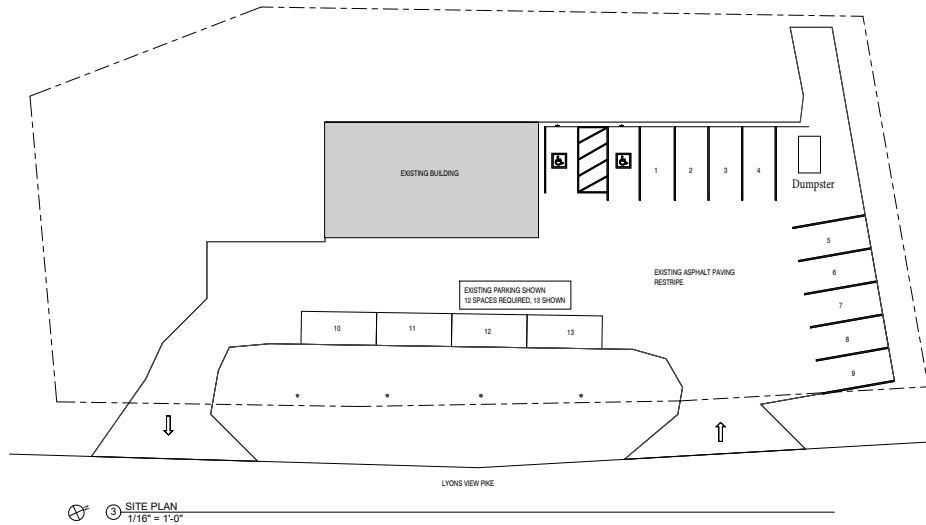 EXISTING BUILDING
1
2
3
4
Dumpster
5
6
7
8
9
EXISTING ASPHALT PAVING
RESTRIPE
EXISTING PARKING SHOWN
12 SPACES REQUIRED, 13 SHOWN
10
11
12
13
LYONS VIEW PIKE
N
3
SITE PLAN
1/16" = 1'-0"